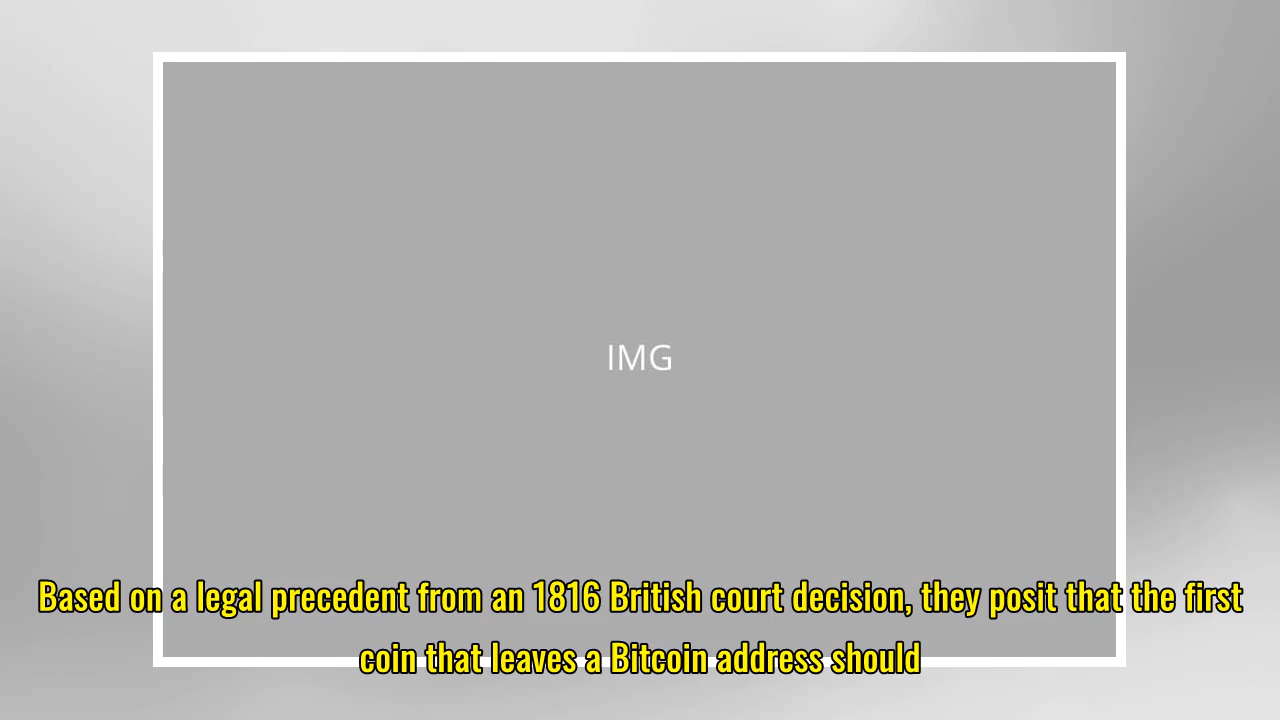 IMG
Based on a legal precedent from an 1816 British court decision, they posit that the first
coin that leaves a Bitcoin address should